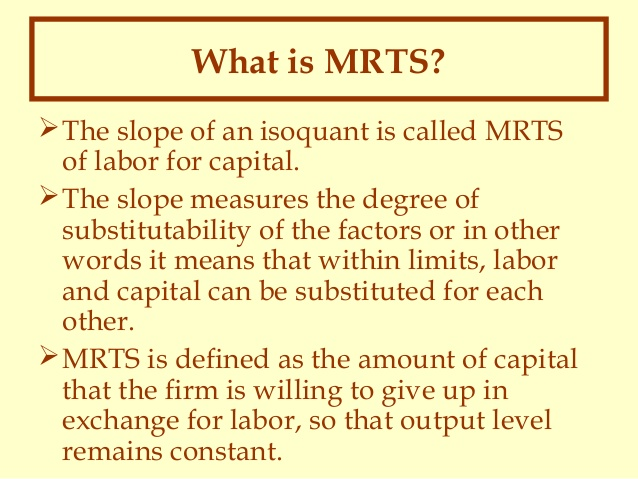 What is MRTS?
➢The slope of an isoquant is called MRTS
of labor for capital.
➢The slope measures the degree of
substitutability of the factors or in other
words it means that within limits, labor
and capital can be substituted for each
other.
➢MRTS is defined as the amount of capital
that the firm is willing to give up in
exchange for labor, so that output level
remains constant.